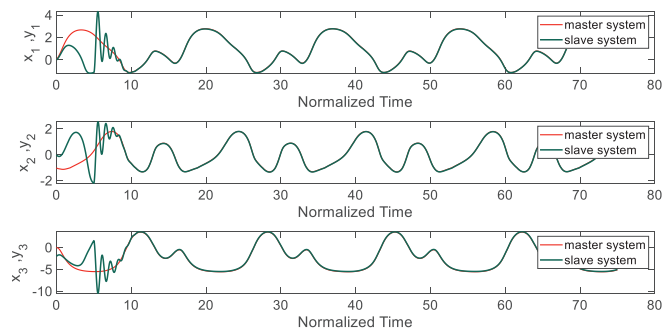 x1 ,y1
4
2
0
master system
slave system
0 10 20 30 40 50 60 70 80
Normalized Time
x2 ,y2
2
0
-2
master system
slave system
0 10 20 30 40 50 60 70 80
Normalized Time
x3 ,y3
0
-5
-10
master system
slave system
0 10 20 30 40 50 60 70 80
Normalized Time